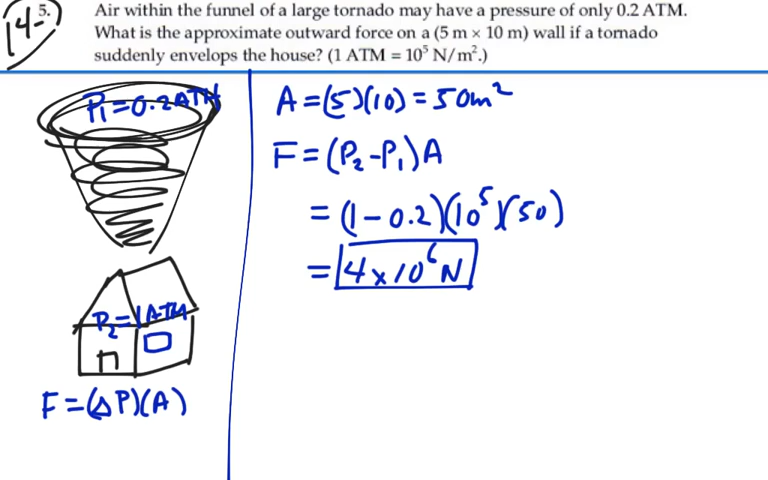 14-5.
Air within the funnel of a large tornado may have a pressure of only 0.2 ATM.
What is the approximate outward force on a (5 m × 10 m) wall if a tornado
suddenly envelops the house? (1 ATM = 10⁵ N/m².)
P₁=0.2ATM
P₂=1ATM
F=(ΔP)(A)
A=(5)(10)=50m²
F=(P₂-P₁)A
=(1-0.2)(10⁵)(50)
=4x10⁶N